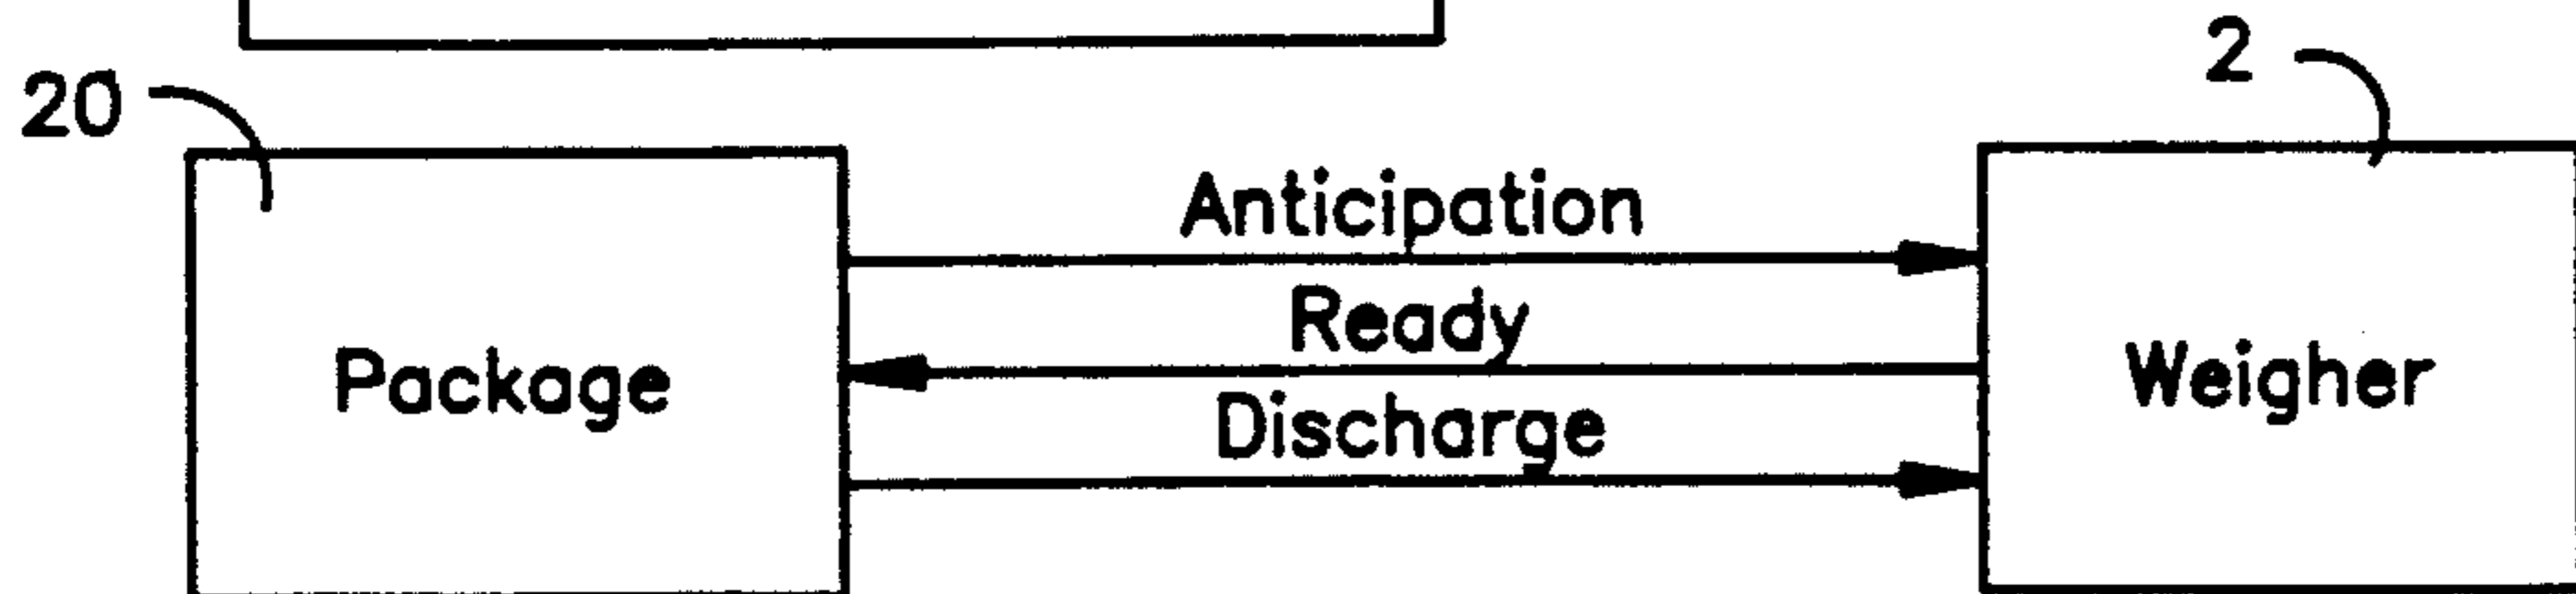 20
2
Anticipation
Ready
Discharge
Package
Weigher